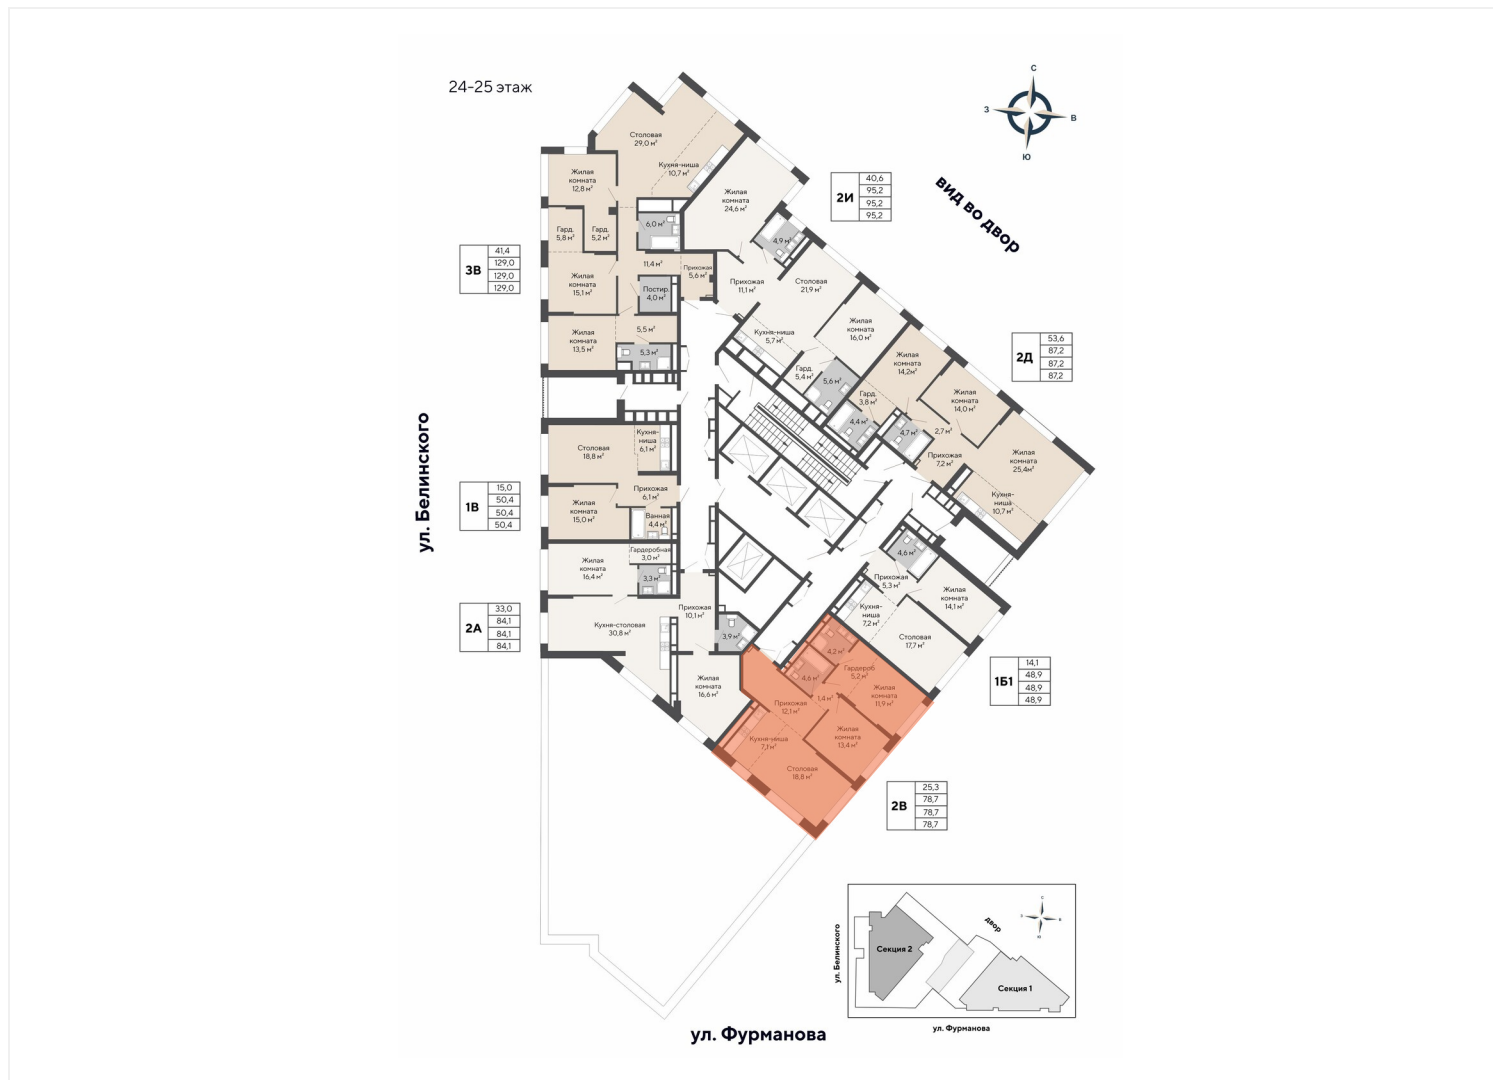 24-25 этаж
С
З
В
Ю
вид во двор
ул. Белинского
Столовая
29,0 м²
Кухня-ниша
10,7 м²
Жилая
комната
12,8 м²
Гард.
5,8 м²
Гард.
5,2 м²
6,0 м²
11,4 м²
Прихожая
5,6 м²
Жилая
комната
15,1 м²
Постир.
4,0 м²
Жилая
комната
13,5 м²
5,5 м²
5,3 м²
3В
41,4
129,0
129,0
129,0
Жилая
комната
24,6 м²
4,9 м²
Прихожая
11,1 м²
Столовая
21,9 м²
Кухня-ниша
5,7 м²
Жилая
комната
16,0 м²
Гард.
5,4 м²
5,6 м²
2И
40,6
95,2
95,2
95,2
Жилая
комната
14,2м²
Гард.
3,8 м²
4,4 м²
4,7 м²
2,7 м²
Жилая
комната
14,0 м²
Прихожая
7,2 м²
Жилая
комната
25,4м²
Кухня-
ниша
10,7 м²
2Д
53,6
87,2
87,2
87,2
Кухня-
ниша
6,1 м²
Столовая
18,8 м²
Прихожая
6,1 м²
Жилая
комната
15,0 м²
Ванная
4,4 м²
1В
15,0
50,4
50,4
50,4
Гардеробная
3,0 м²
Жилая
комната
16,4 м²
3,3 м²
Прихожая
10,1 м²
Кухня-столовая
30,8 м²
3,9 м²
Жилая
комната
16,6 м²
2А
33,0
84,1
84,1
84,1
4,6 м²
Прихожая
5,3 м²
Жилая
комната
14,1 м²
Кухня-
ниша
7,2 м²
Столовая
17,7 м²
1Б1
14,1
48,9
48,9
48,9
4,2 м²
Гардероб
5,2 м²
4,6 м²
1,4 м²
Жилая
комната
11,9 м²
Прихожая
12,1 м²
Жилая
комната
13,4 м²
Кухня-ниша
7,1 м²
Столовая
18,8 м²
2В
25,3
78,7
78,7
78,7
ул. Фурманова
ул. Белинского
Секция 2
двор
Секция 1
ул. Фурманова